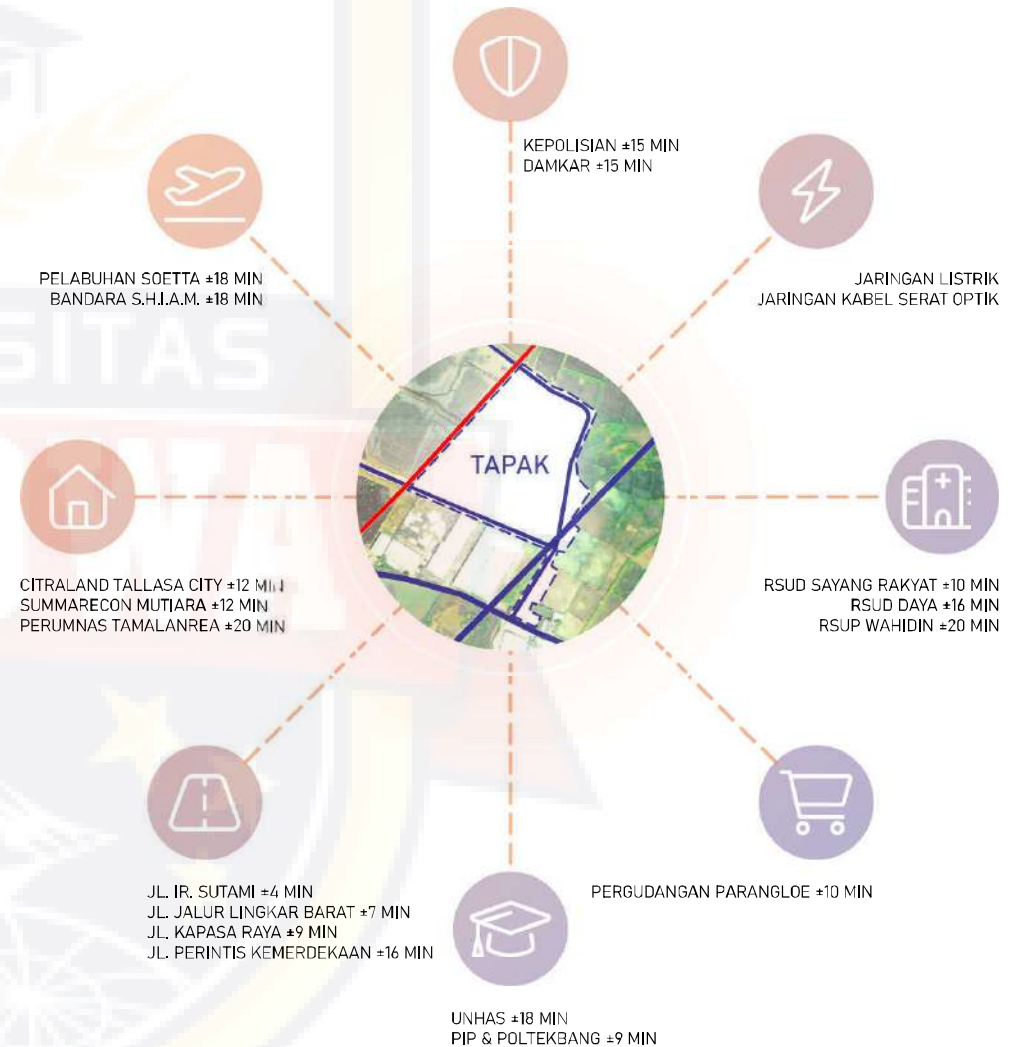 KEPOLISIAN ±15 MIN
DAMKAR ±15 MIN
PELABUHAN SOETTA ±18 MIN
BANDARA S.H.I.A.M. ±18 MIN
JARINGAN LISTRIK
JARINGAN KABEL SERAT OPTIK
SITAS
TAPAK
CITRALAND TALLASA CITY ±12 MIN
SUMMARECON MUTIARA ±12 MIN
PERUMNAS TAMALANREA ±20 MIN
RSUD SAYANG RAKYAT ±10 MIN
RSUD DAYA ±16 MIN
RSUP WAHIDIN ±20 MIN
JL. IR. SUTAMI ±4 MIN
JL. JALUR LINGKAR BARAT ±7 MIN
JL. KAPASA RAYA ±9 MIN
JL. PERINTIS KEMERDEKAAN ±16 MIN
PERGUDANGAN PARANGLOE ±10 MIN
UNHAS ±18 MIN
PIP & POLTEKBANG ±9 MIN